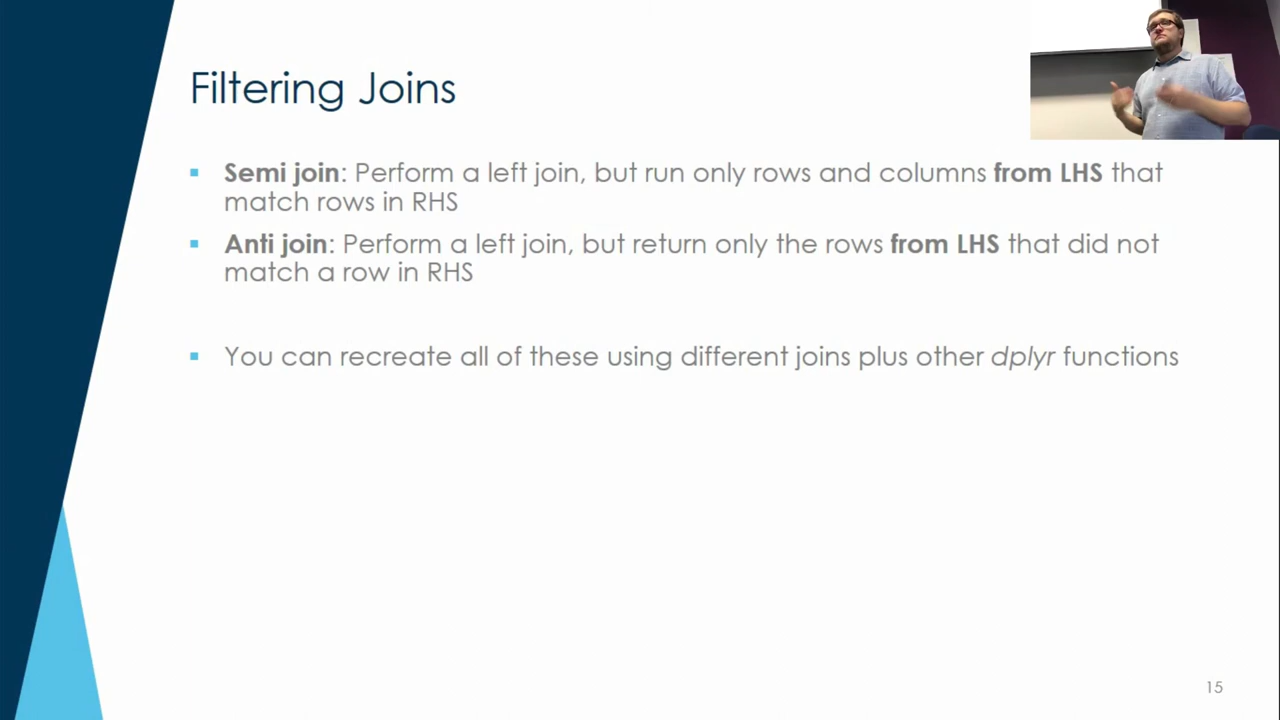 Filtering Joins
Semi join: Perform a left join, but run only rows and columns from LHS that
match rows in RHS
Anti join: Perform a left join, but return only the rows from LHS that did not
match a row in RHS
You can recreate all of these using different joins plus other dplyr functions
15